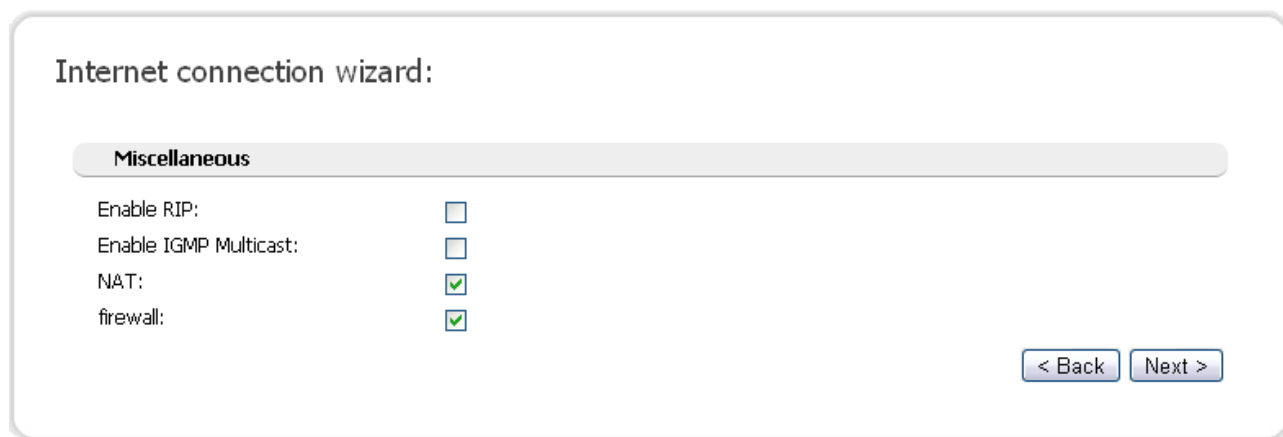 Internet connection wizard:
Miscellaneous
Enable RIP:
Enable IGMP Multicast:
NAT:
firewall:
< Back Next >